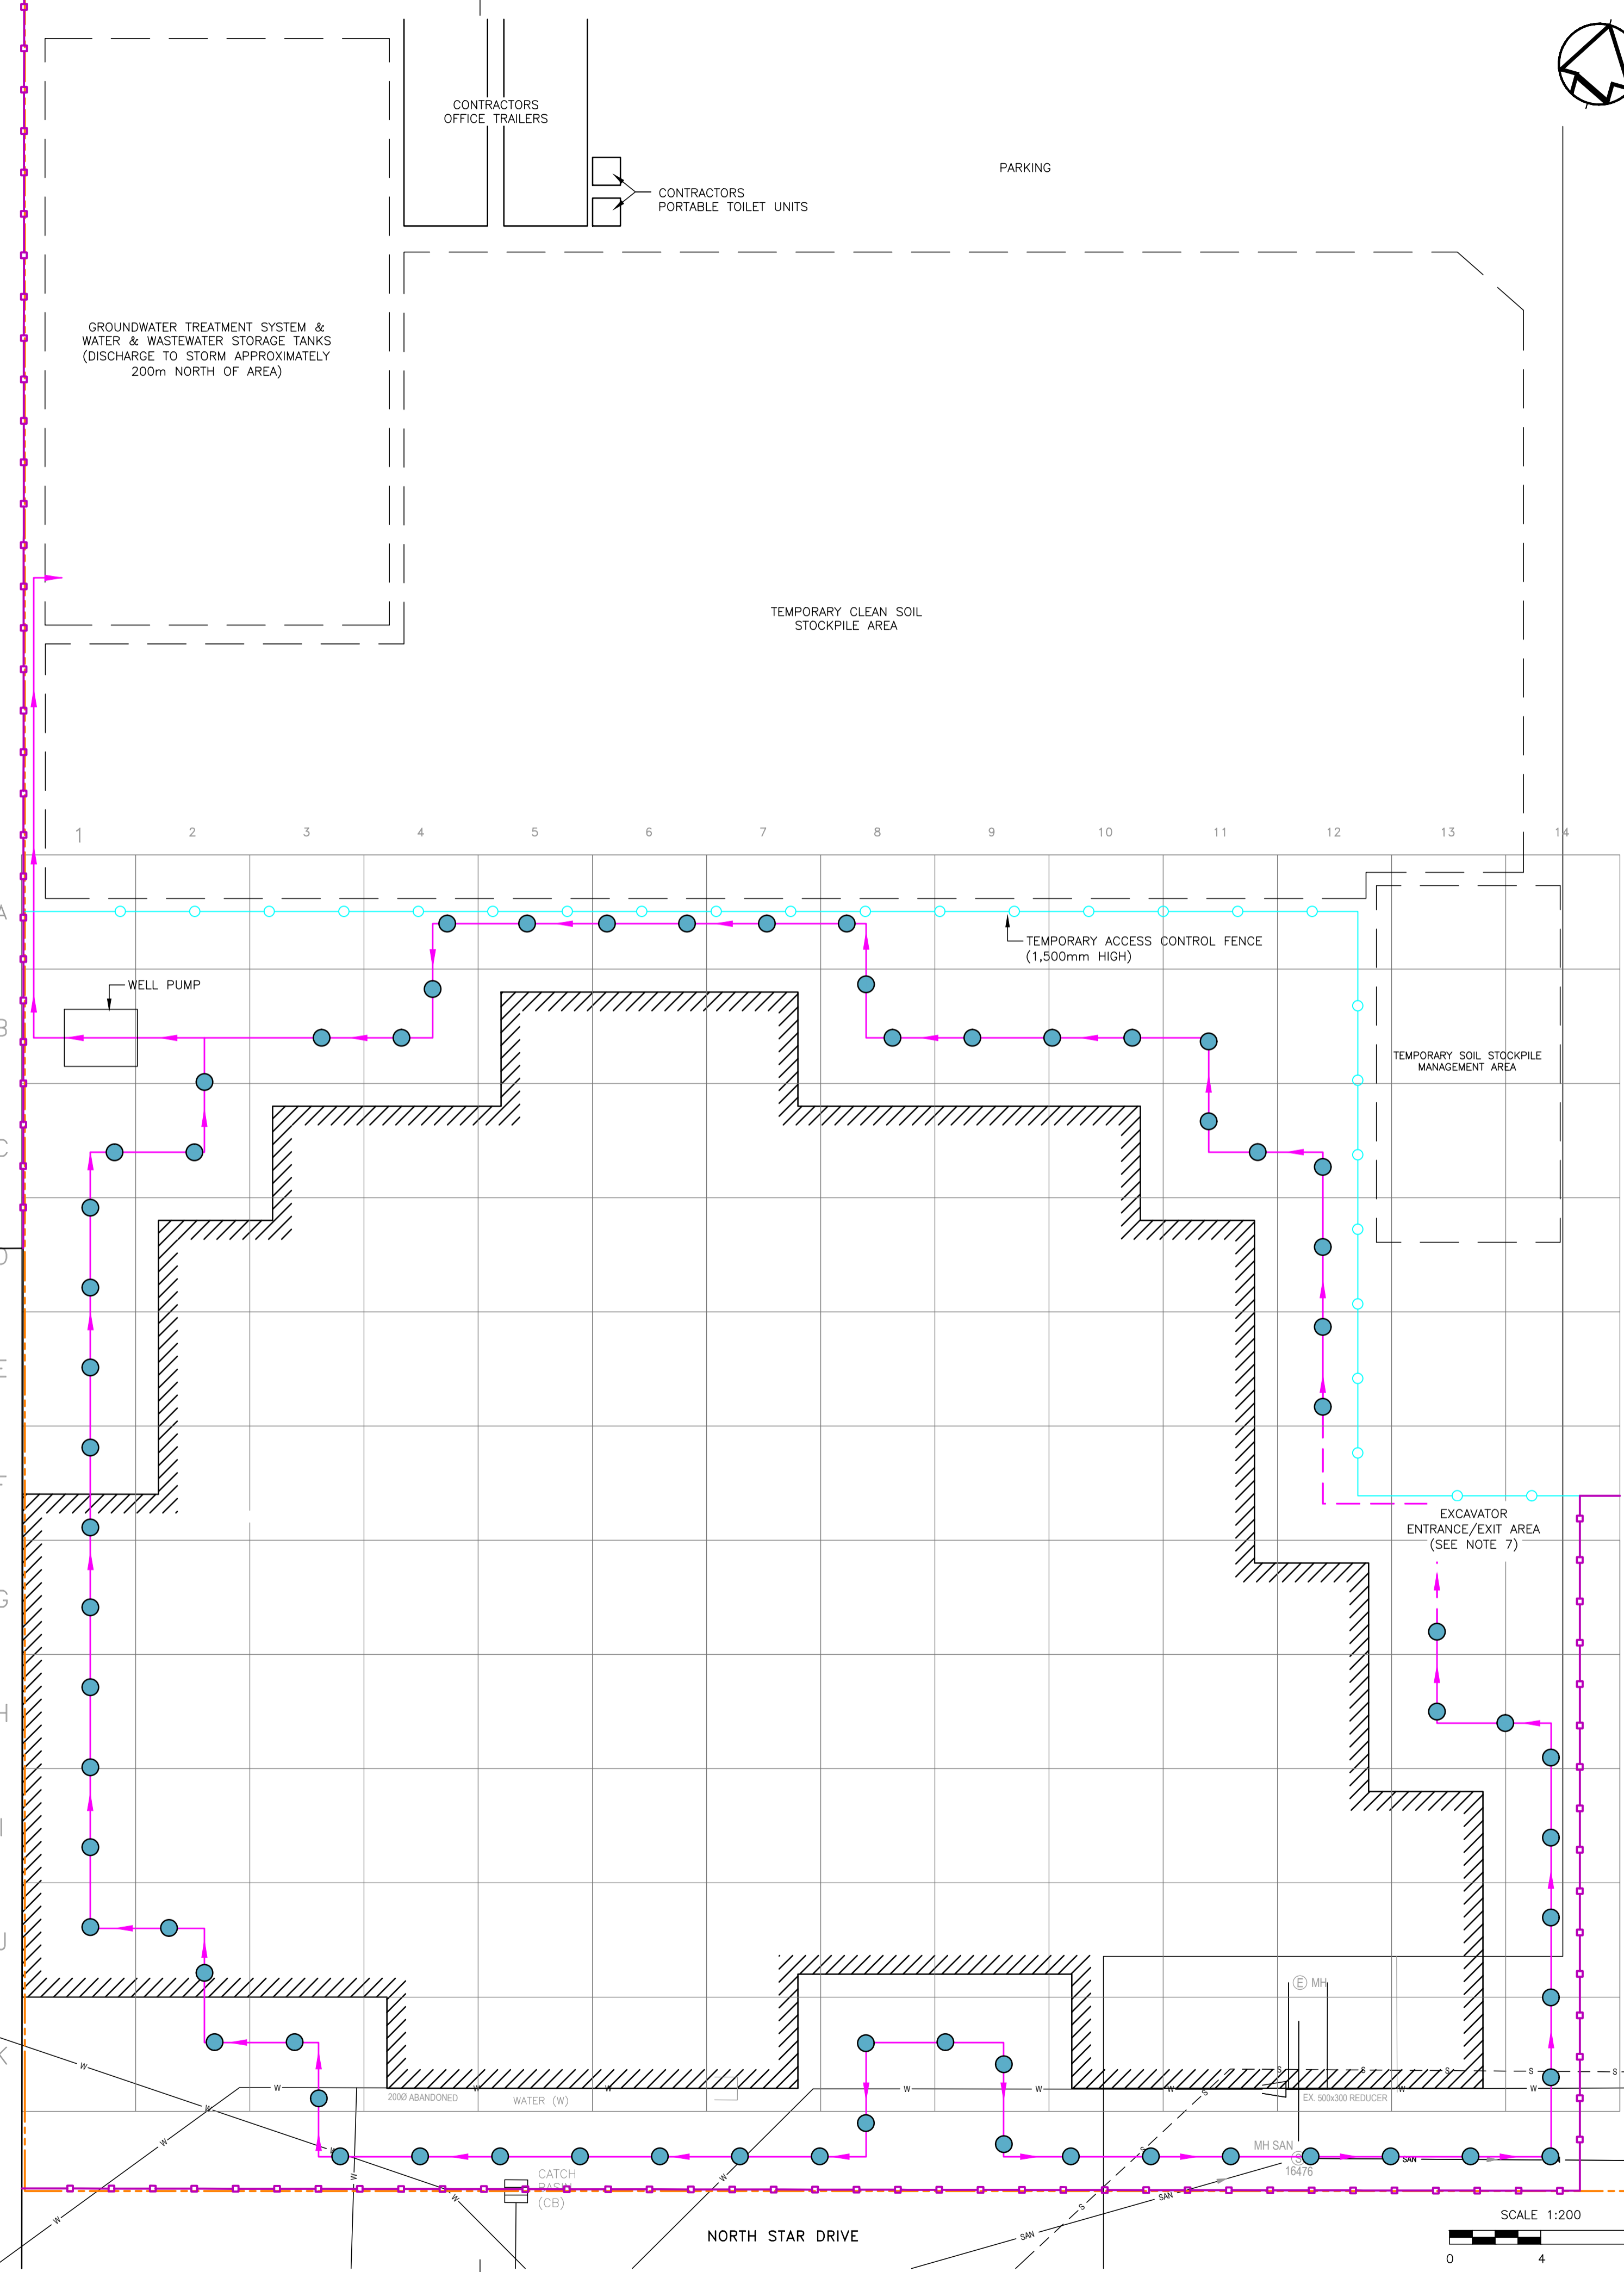 CONTRACTORS
OFFICE TRAILERS
PARKING
CONTRACTORS
PORTABLE TOILET UNITS
GROUNDWATER TREATMENT SYSTEM &
WATER & WASTEWATER STORAGE TANKS
(DISCHARGE TO STORM APPROXIMATELY
200m NORTH OF AREA)
TEMPORARY CLEAN SOIL
STOCKPILE AREA
1 2 3 4 5 6 7 8 9 10 11 12 13 14
A
TEMPORARY ACCESS CONTROL FENCE
(1,500mm HIGH)
WELL PUMP
B
TEMPORARY SOIL STOCKPILE
MANAGEMENT AREA
C
D
E
F
EXCAVATOR
ENTRANCE/EXIT AREA
(SEE NOTE 7)
G
H
I
J
E MH
K
W W W W W W W W
S S S S
200Ø ABANDONED
WATER (W)
EX. 500x300 REDUCER
W W W W W
S S
MH SAN
S
16476
SAN
CATCH
BASIN
(CB)
W W W
S SAN
SAN
NORTH STAR DRIVE
SCALE 1:200
0 4